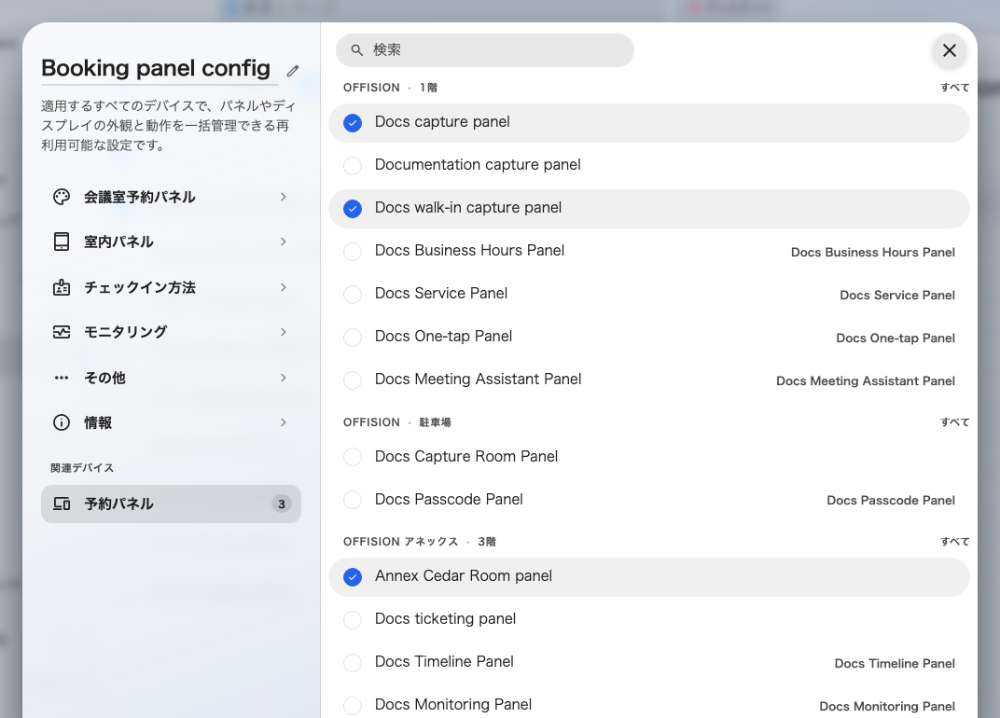 Booking panel config
適用するすべてのデバイスで、パネルやディ
スプレイの外観と動作を一括管理できる再
利用可能な設定です。
会議室予約パネル
室内パネル
チェックイン方法
モニタリング
その他
情報
関連デバイス
予約パネル 3
検索
OFFISION · 1階 すべて
Docs capture panel
Documentation capture panel
Docs walk-in capture panel
Docs Business Hours Panel Docs Business Hours Panel
Docs Service Panel Docs Service Panel
Docs One-tap Panel Docs One-tap Panel
Docs Meeting Assistant Panel Docs Meeting Assistant Panel
OFFISION · 駐車場 すべて
Docs Capture Room Panel
Docs Passcode Panel Docs Passcode Panel
OFFISION アネックス · 3階 すべて
Annex Cedar Room panel
Docs ticketing panel
Docs Timeline Panel Docs Timeline Panel
Docs Monitoring Panel Docs Monitoring Panel